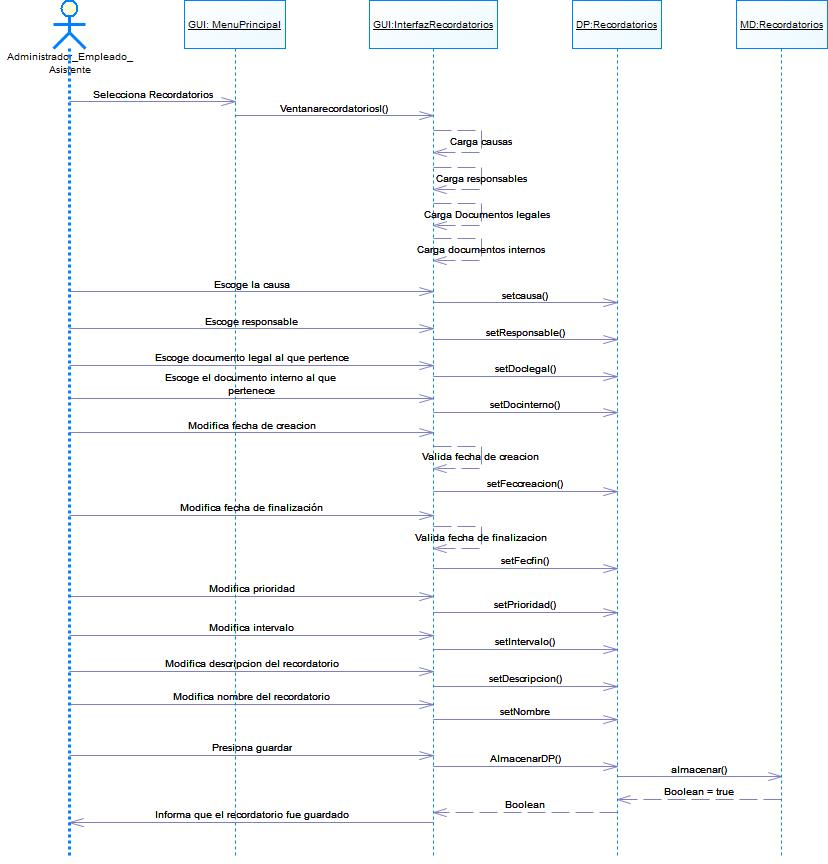 GUI: MenuPrincipal
GUI:InterfazRecordatorios
DP:Recordatorios
MD:Recordatorios
Administrador_Empleado_
Asistente
Selecciona Recordatorios
Ventanarecordatoriosl()
Carga causas
Carga responsables
Carga Documentos legales
Carga documentos internos
Escoge la causa
setcausa()
Escoge responsable
setResponsable()
Escoge documento legal al que pertence
setDoclegal()
Escoge el documento interno al que
pertenece
setDocinterno()
Modifica fecha de creacion
Valida fecha de creacion
setFeccreacion()
Modifica fecha de finalización
Valida fecha de finalizacion
setFecfin()
Modifica prioridad
setPrioridad()
Modifica intervalo
setIntervalo()
Modifica descripcion del recordatorio
setDescripcion()
Modifica nombre del recordatorio
setNombre
Presiona guardar
AlmacenarDP()
almacenar()
Boolean = true
Boolean
Informa que el recordatorio fue guardado